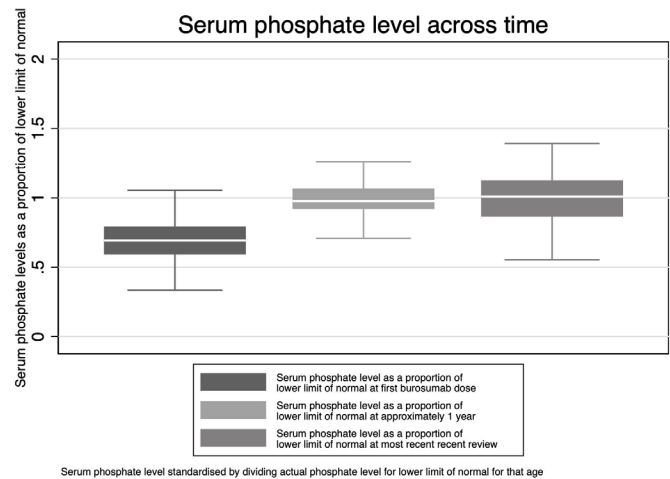 Serum phosphate level across time
Serum phosphate levels as a proportion of lower limit of normal
2
1.5
1
.5
0
Serum phosphate level as a proportion of
lower limit of normal at first burosumab dose
Serum phosphate level as a proportion of
lower limit of normal at approximately 1 year
Serum phosphate level as a proportion of
lower limit of normal at most recent recent review
Serum phosphate level standardised by dividing actual phosphate level for lower limit of normal for that age